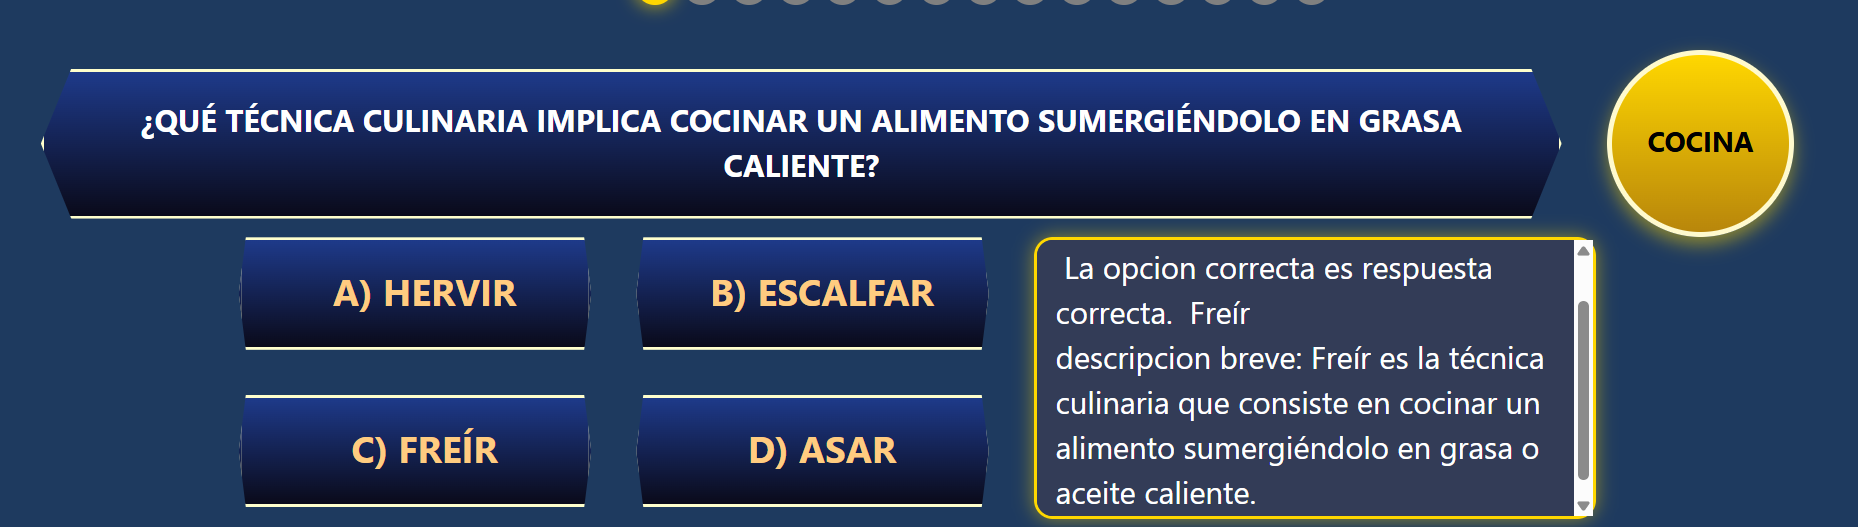 ¿QUÉ TÉCNICA CULINARIA IMPLICA COCINAR UN ALIMENTO SUMERGIÉNDOLO EN GRASA
CALIENTE?
COCINA
A) HERVIR
B) ESCALFAR
C) FREÍR
D) ASAR
La opcion correcta es respuesta
correcta.  Freír
descripcion breve: Freír es la técnica
culinaria que consiste en cocinar un
alimento sumergiéndolo en grasa o
aceite caliente.